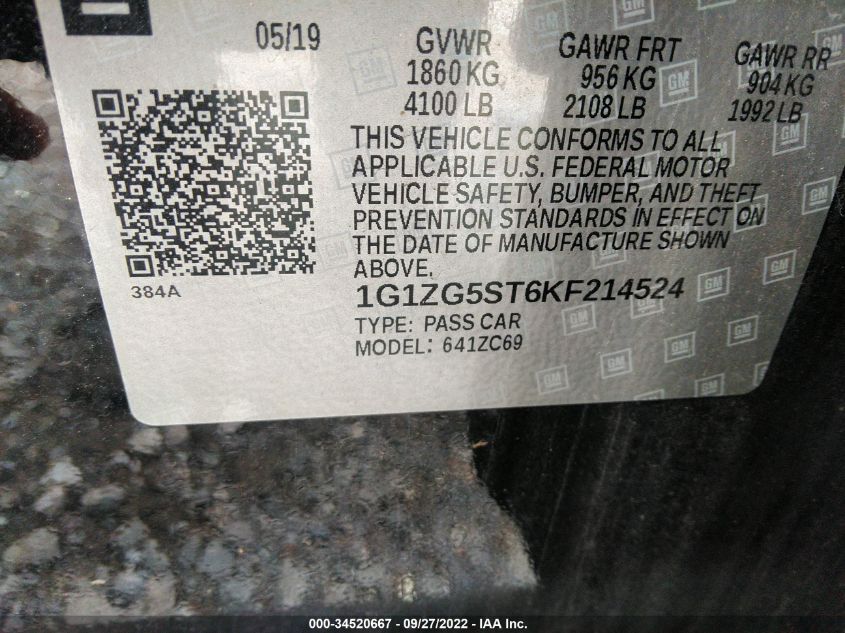 05/19
GVWR
1860 KG
4100 LB
GAWR FRT
956 KG
2108 LB
GAWR RR
904 KG
1992 LB
THIS VEHICLE CONFORMS TO ALL
APPLICABLE U.S. FEDERAL MOTOR
VEHICLE SAFETY, BUMPER, AND THEFT
PREVENTION STANDARDS IN EFFECT ON
THE DATE OF MANUFACTURE SHOWN
ABOVE.
384A
1G1ZG5ST6KF214524
TYPE: PASS CAR
MODEL: 641ZC69
GM
000-34520667 - 09/27/2022 - IAA Inc.